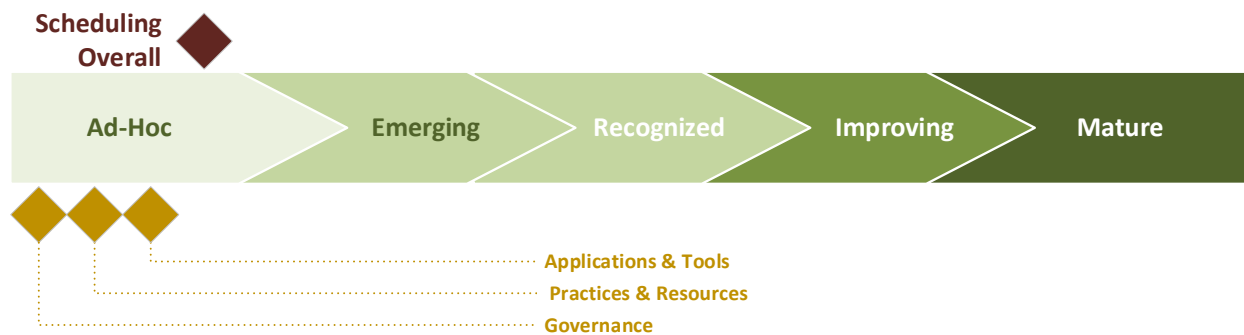 Scheduling
Overall
Ad-Hoc
Emerging
Recognized
Improving
Mature
Applications & Tools
Practices & Resources
Governance